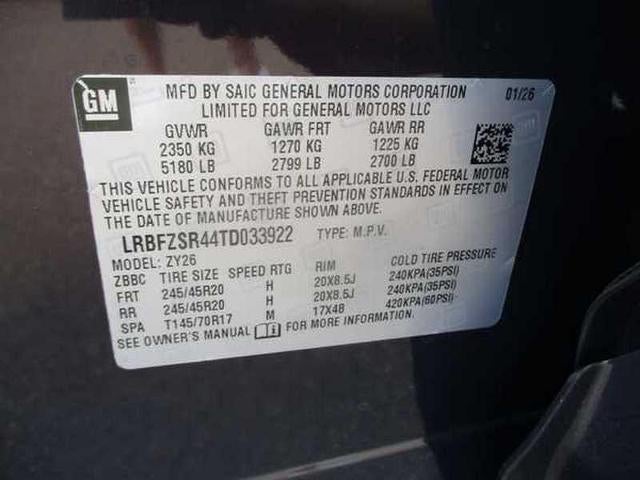 GM
MFD BY SAIC GENERAL MOTORS CORPORATION 01/26
LIMITED FOR GENERAL MOTORS LLC
GVWR GAWR FRT GAWR RR
2350 KG 1270 KG 1225 KG
5180 LB 2799 LB 2700 LB
THIS VEHICLE CONFORMS TO ALL APPLICABLE U.S. FEDERAL MOTOR
VEHICLE SAFETY AND THEFT PREVENTION STANDARDS IN EFFECT ON
THE DATE OF MANUFACTURE SHOWN ABOVE.
LRBFZSR44TD033922 TYPE: M.P.V.
MODEL: ZY26
ZBBC TIRE SIZE SPEED RTG RIM COLD TIRE PRESSURE
FRT 245/45R20 H 20X8.5J 240KPA(35PSI)
RR 245/45R20 H 20X8.5J 240KPA(35PSI)
SPA T145/70R17 M 17X4B 420KPA(60PSI)
SEE OWNER'S MANUAL FOR MORE INFORMATION.